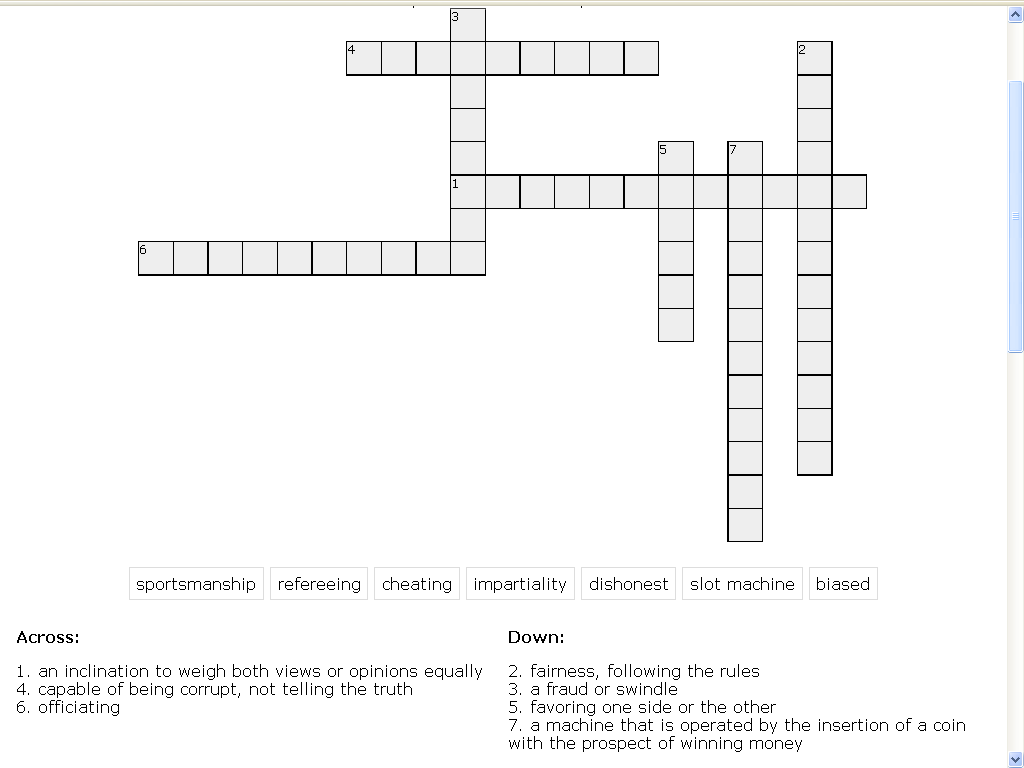 3
4
2
5
7
1
6
sportsmanship refereeing cheating impartiality dishonest slot machine biased
Across:
1. an inclination to weigh both views or opinions equally
4. capable of being corrupt, not telling the truth
6. officiating
Down:
2. fairness, following the rules
3. a fraud or swindle
5. favoring one side or the other
7. a machine that is operated by the insertion of a coin
with the prospect of winning money